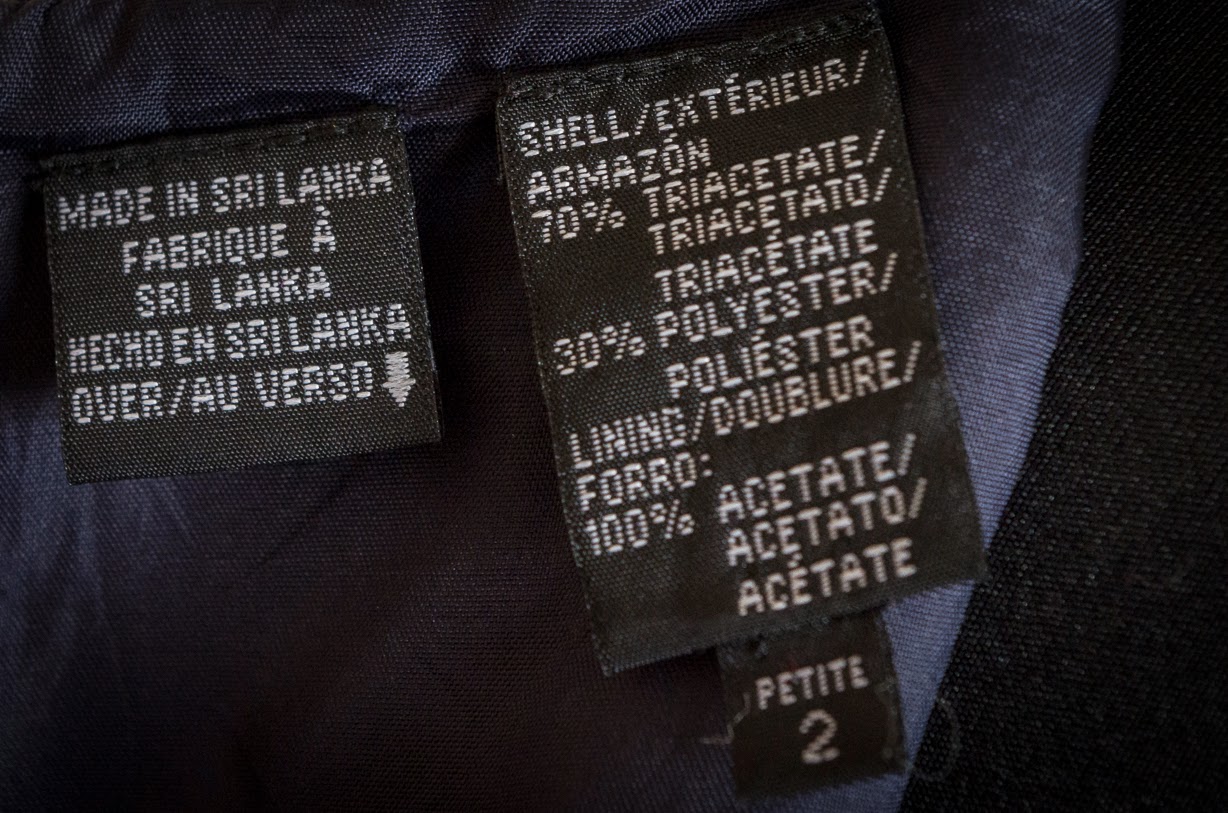 MADE IN SRI LANKA
FABRIQUE À
SRI LANKA
HECHO EN SRI LANKA
OVER/AU VERSO
SHELL/EXTÉRIEUR/
ARMAZÓN
70% TRIACETATE/
TRIACETATO/
TRIACÉTATE
30% POLYESTER/
POLIÉSTER
LINING/DOUBLURE/
FORRO:
100% ACETATE/
ACETATO/
ACÉTATE
PETITE
2